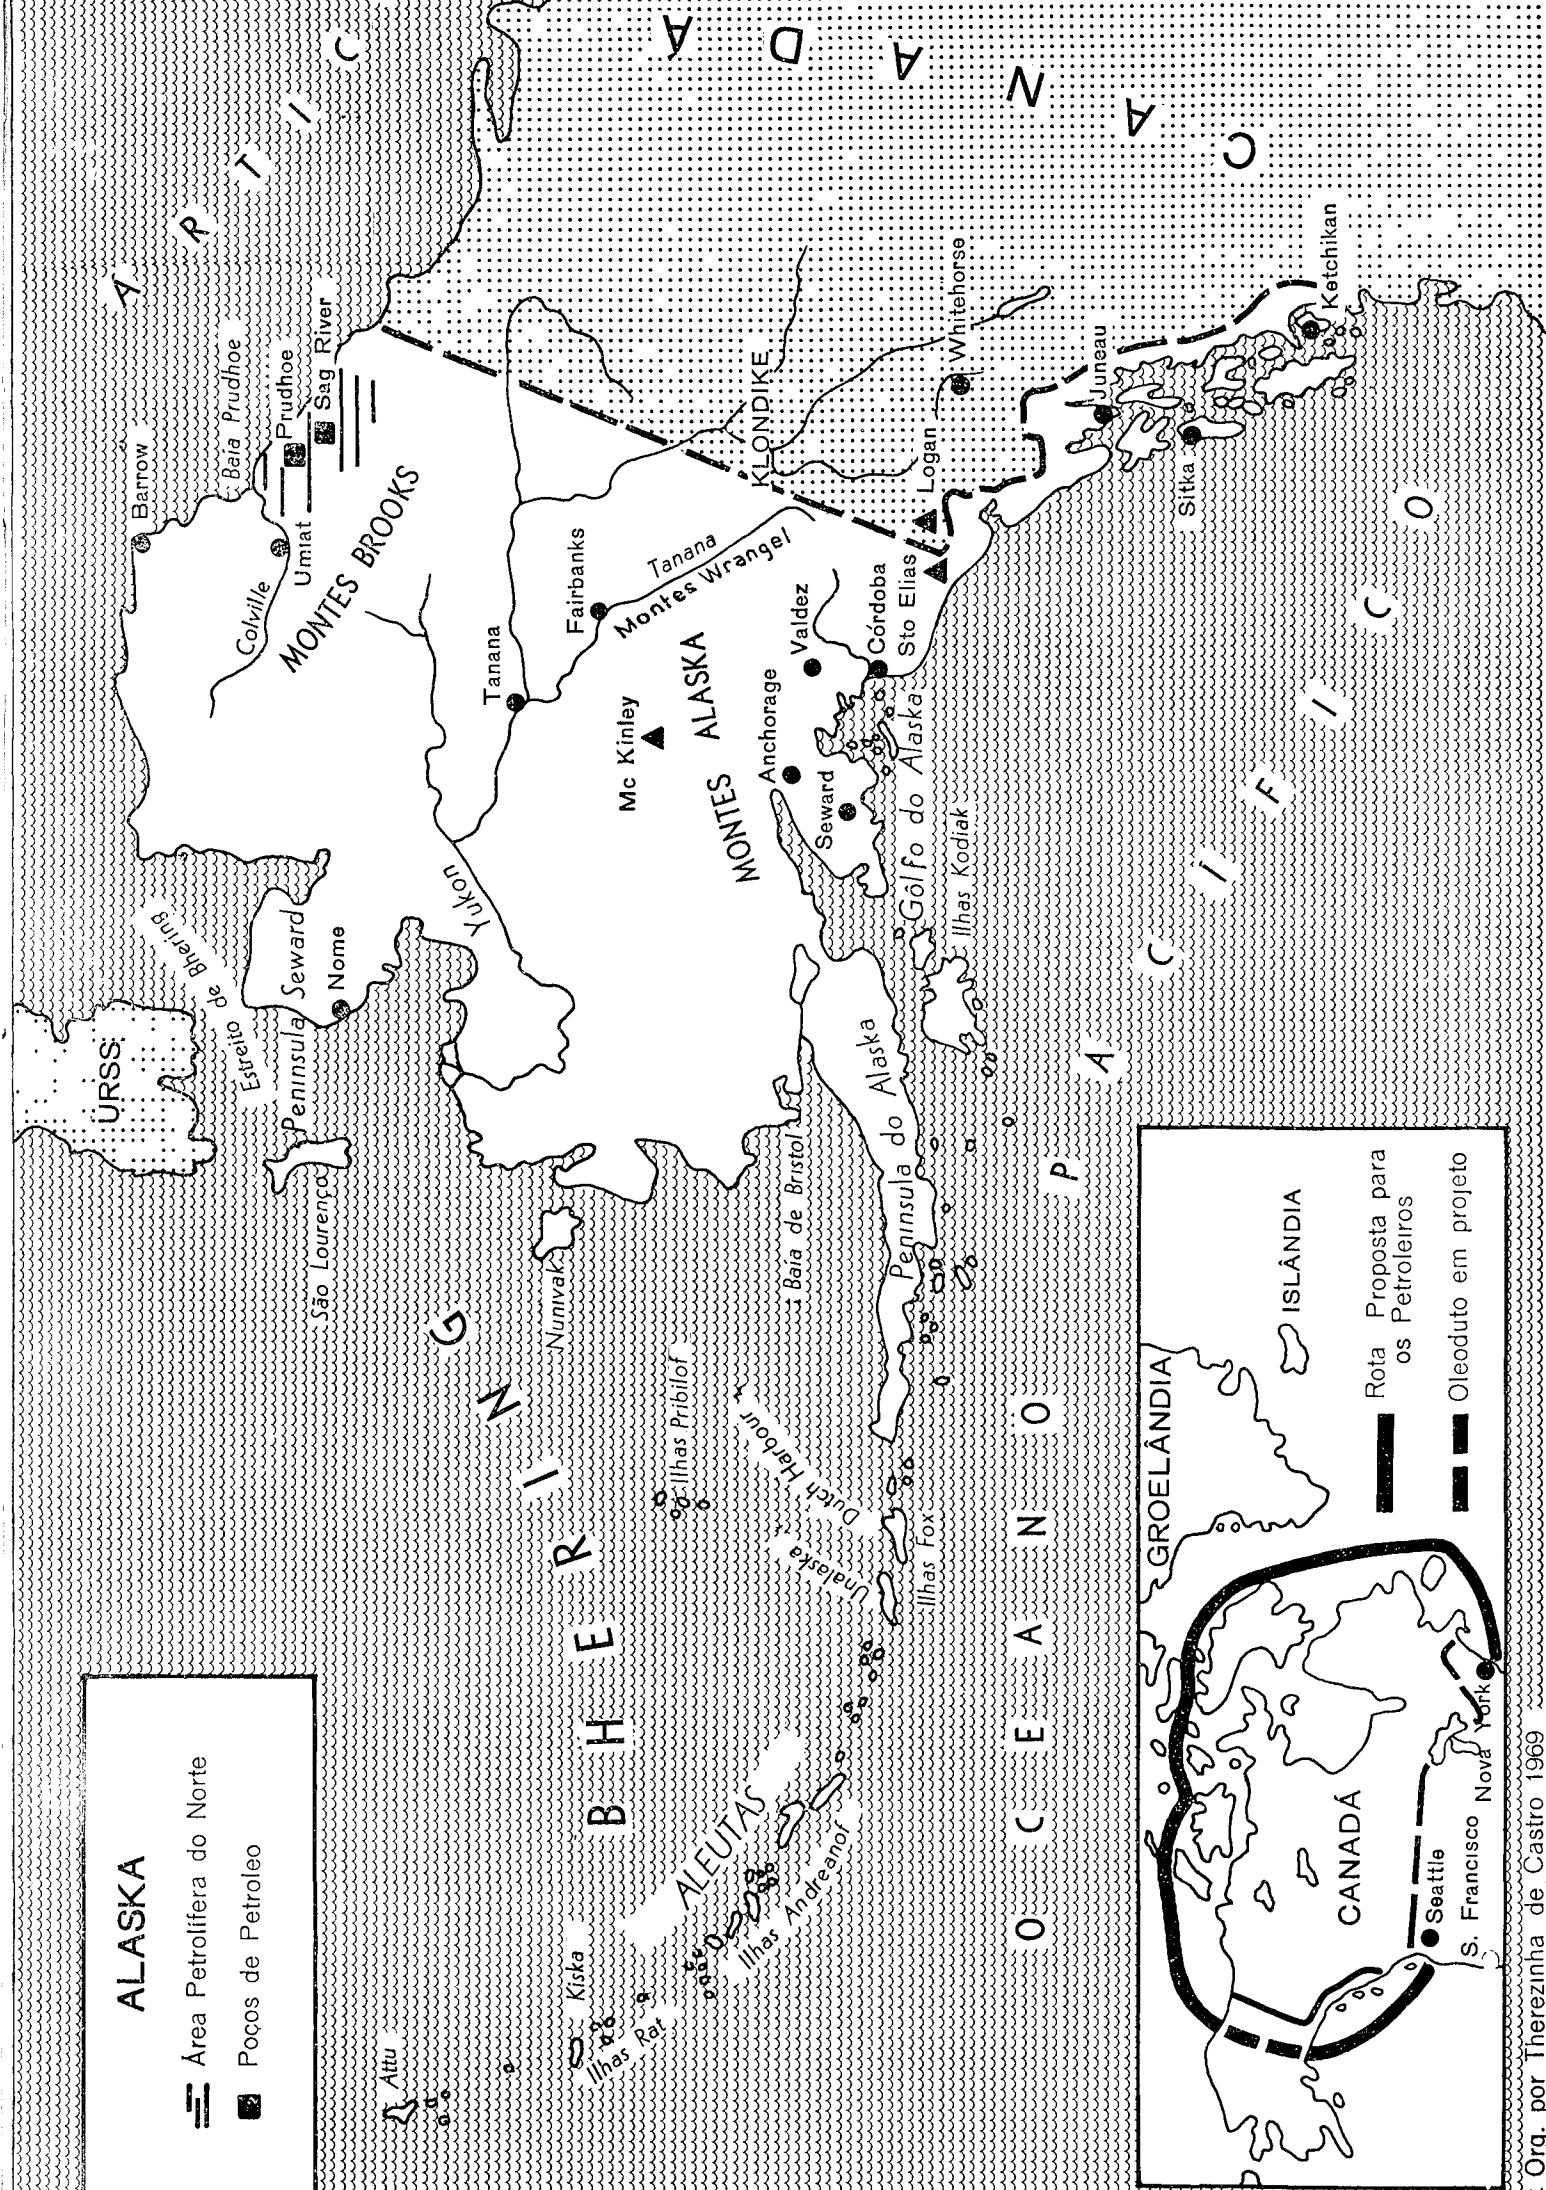 ALASKA
Área Petrolífera do Norte
Poços de Petroleo
URSS
ARTIC
CANADÁ
BHERING
OCEANO
PACIFICO
Estreito de Bhering
Peninsula Seward
Nome
São Lourenço
Nunivak
Ilhas Pribilof
Baia de Bristol
Dutch Harbour
Unalaska
Ilhas Fox
ALEUTAS
Ilhas Andreanof
Kiska
Ilhas Rat
Attu
Barrow
Baia Prudhoe
Prudhoe
Sag River
Umiat
Colville
MONTES BROOKS
Yukon
Tanana
Fairbanks
Tanana
Montes Wrangel
Mc Kinley
MONTES ALASKA
Anchorage
Valdez
Seward
Córdoba
Sto Elias
Logan
KLONDIKE
Whitehorse
Juneau
Sitka
Ketchikan
Gôlfo do Alaska
Ilhas Kodiak
Peninsula do Alaska
GROELÂNDIA
ISLÂNDIA
CANADÁ
Seattle
S. Francisco
Nova York
Rota Proposta para
os Petroleiros
Oleoduto em projeto
Org. por Therezinha de Castro 1969